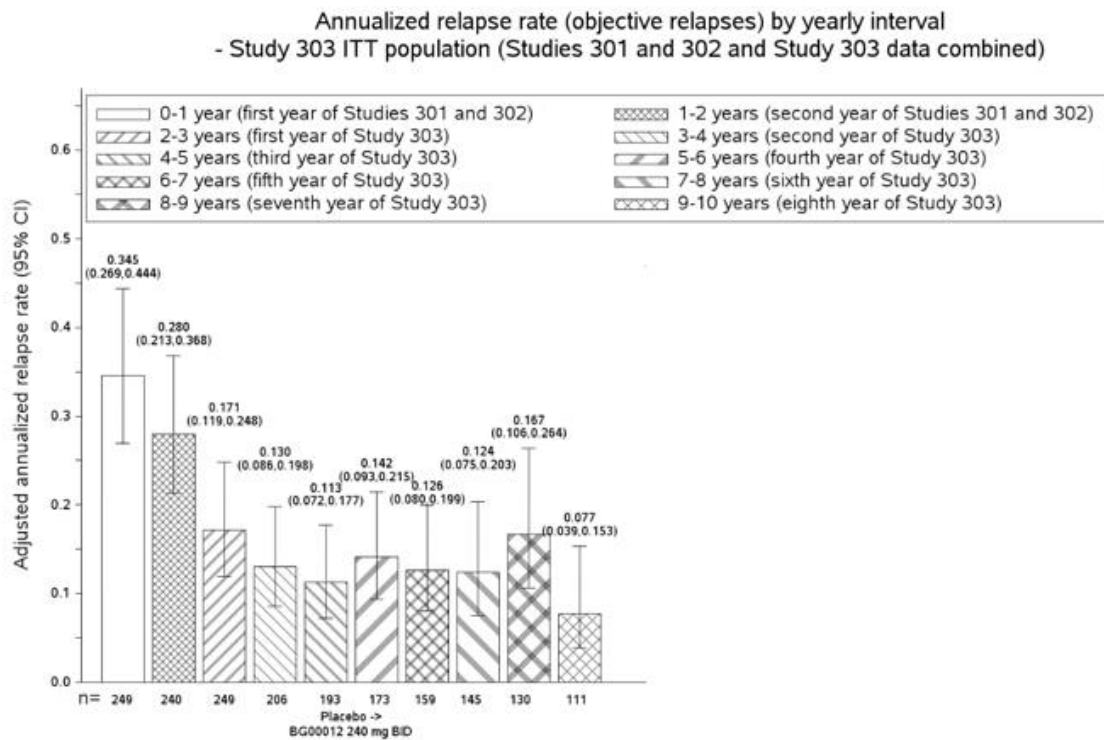 Annualized relapse rate (objective relapses) by yearly interval
- Study 303 ITT population (Studies 301 and 302 and Study 303 data combined)
0-1 year (first year of Studies 301 and 302)
1-2 years (second year of Studies 301 and 302)
2-3 years (first year of Study 303)
3-4 years (second year of Study 303)
4-5 years (third year of Study 303)
5-6 years (fourth year of Study 303)
6-7 years (fifth year of Study 303)
7-8 years (sixth year of Study 303)
8-9 years (seventh year of Study 303)
9-10 years (eighth year of Study 303)
Adjusted annualized relapse rate (95% CI)
0.6
0.5
0.4
0.3
0.2
0.1
0.0
0.345
(0.269,0.444)
0.280
(0.213,0.368)
0.171
(0.119,0.248)
0.130
(0.086,0.198)
0.113
(0.072,0.177)
0.142
(0.093,0.215)
0.126
(0.080,0.199)
0.124
(0.075,0.203)
0.167
(0.106,0.264)
0.077
(0.039,0.153)
n= 249 240 249 206 193 173 159 145 130 111
Placebo ->
BG00012 240 mg BID